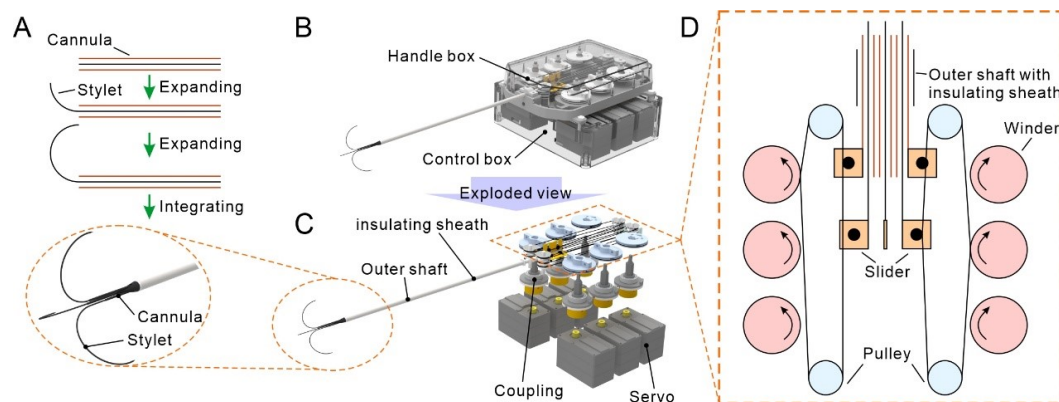 A
Cannula
Expanding
Stylet
Expanding
Integrating
Cannula
Stylet
B
Handle box
Control box
Exploded view
C
insulating sheath
Outer shaft
Coupling
Servo
D
Outer shaft with
insulating sheath
Winder
Slider
Pulley